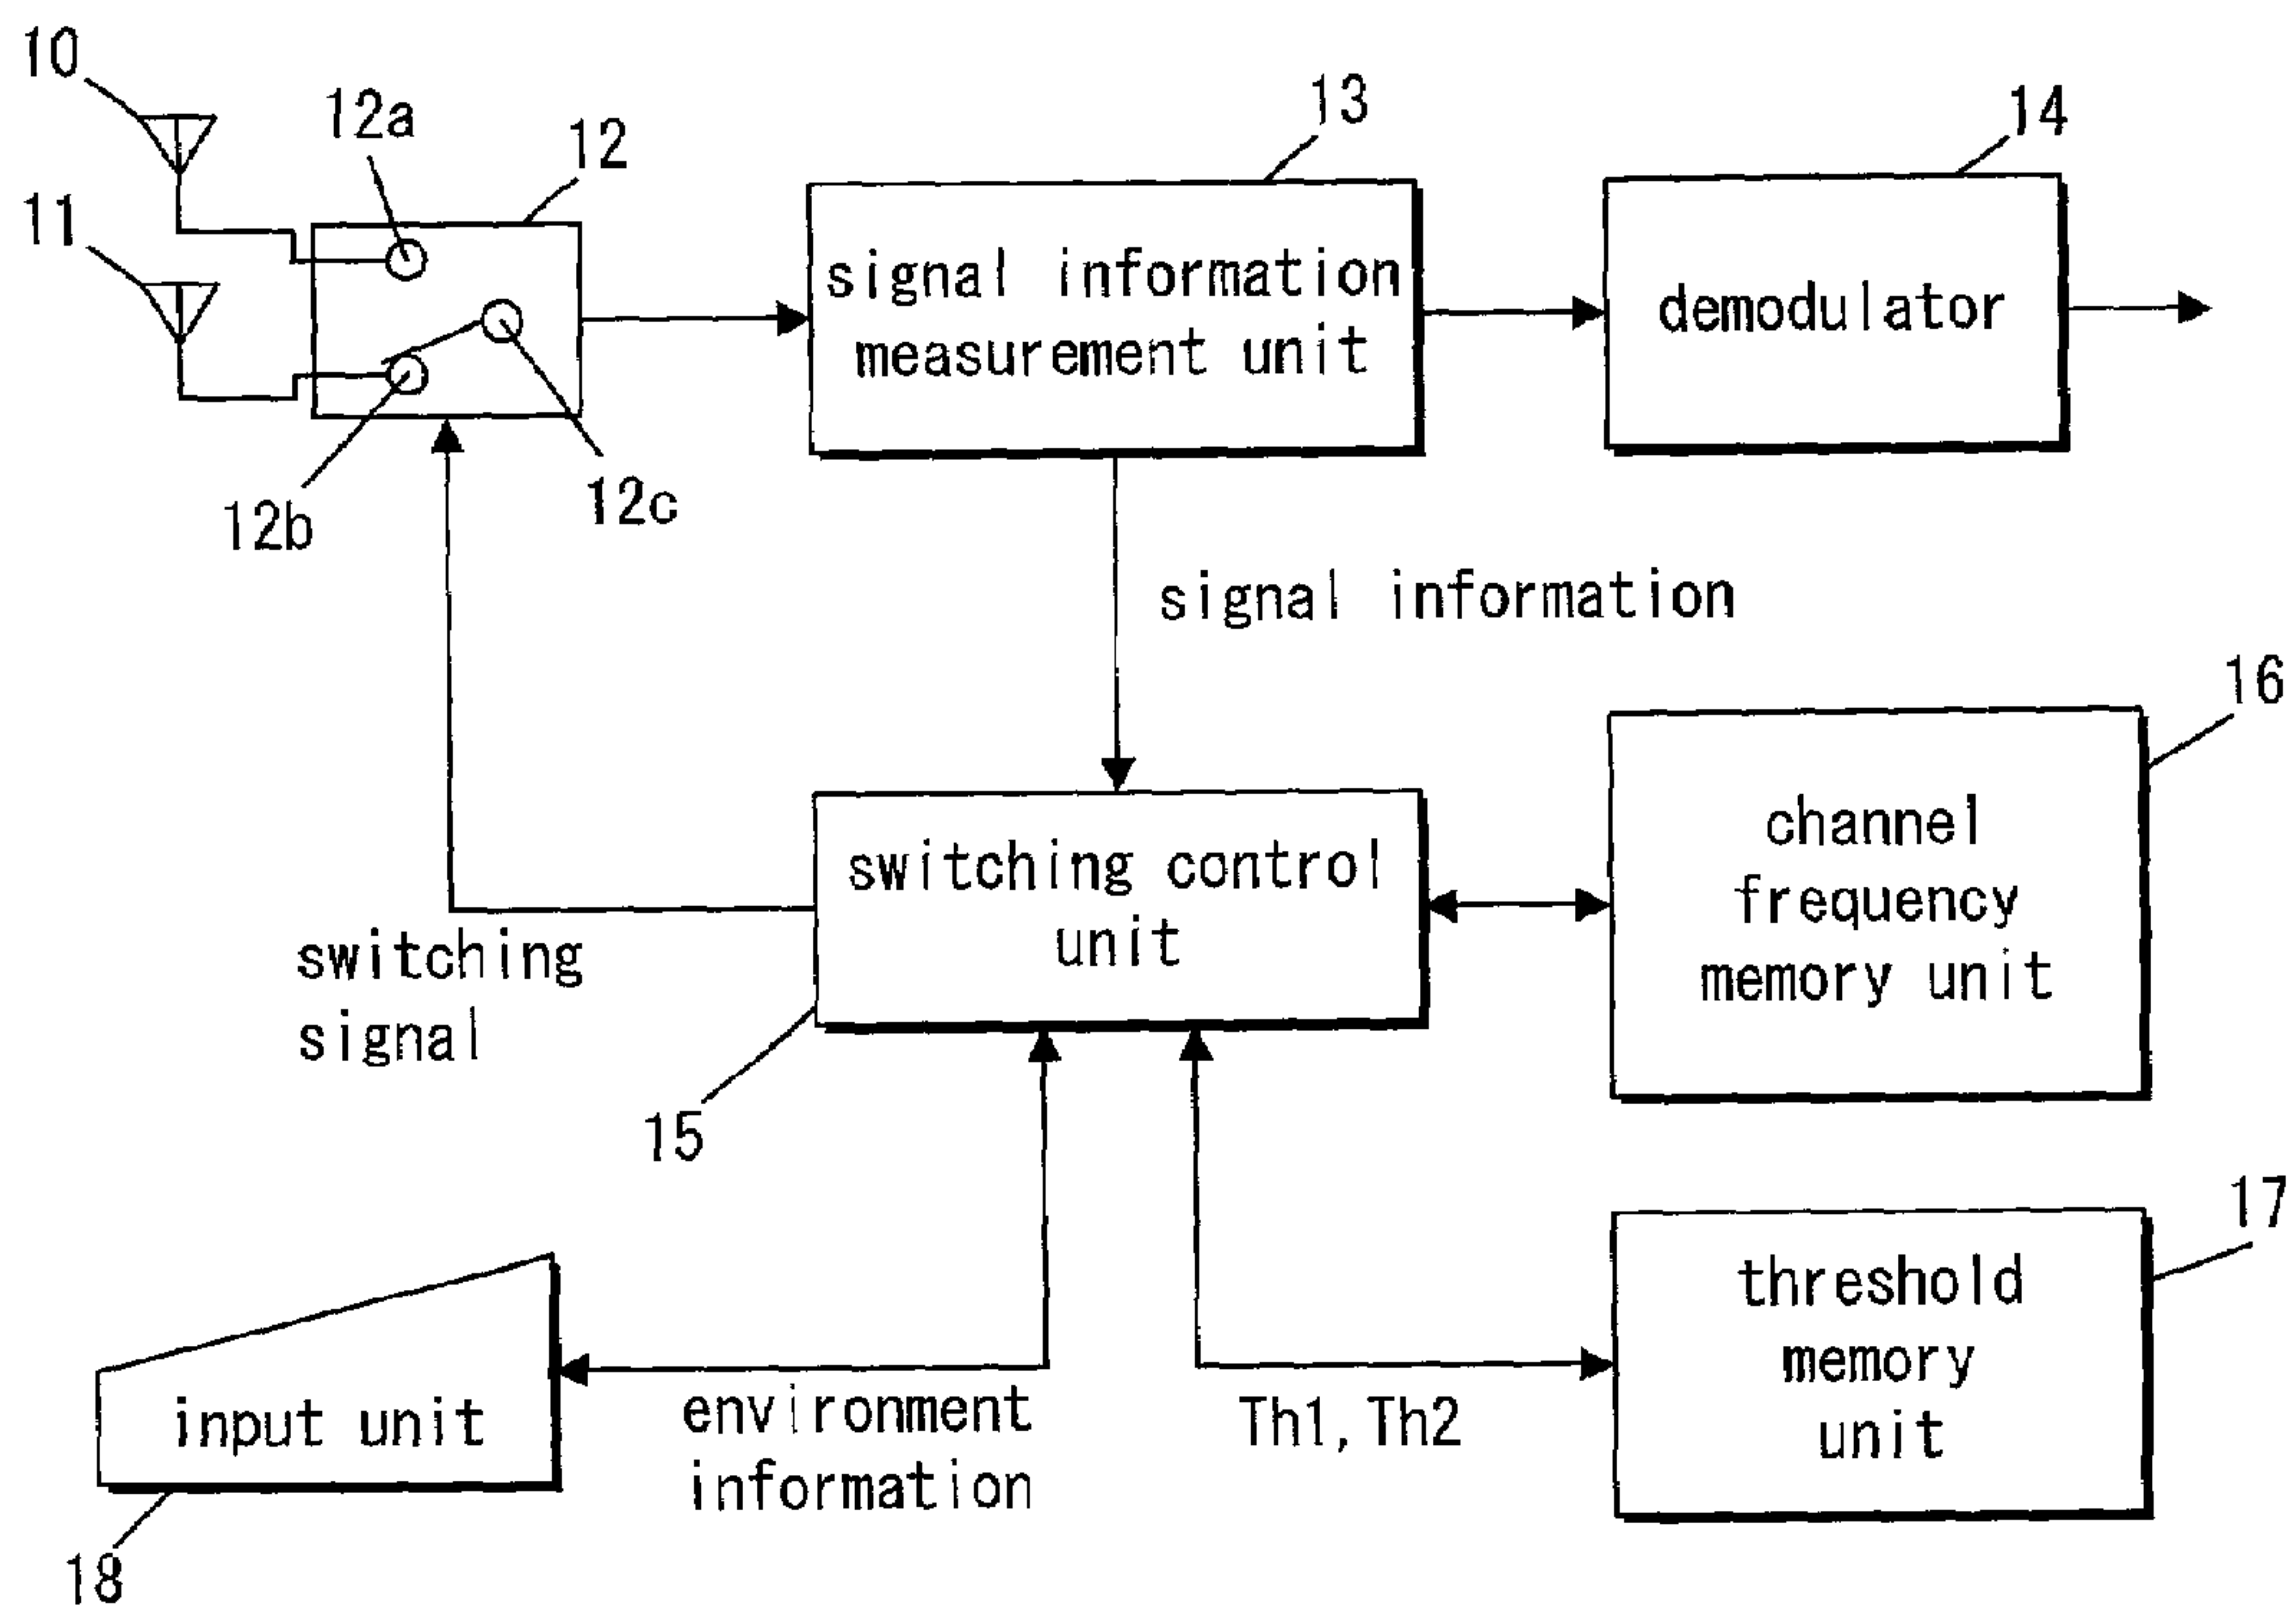 10
12a
12
13
14
11
signal information
measurement unit
demodulator
12b
12c
signal information
16
channel
frequency
memory unit
switching control
unit
switching
signal
15
17
threshold
memory
unit
input unit
environment
information
Th1, Th2
18